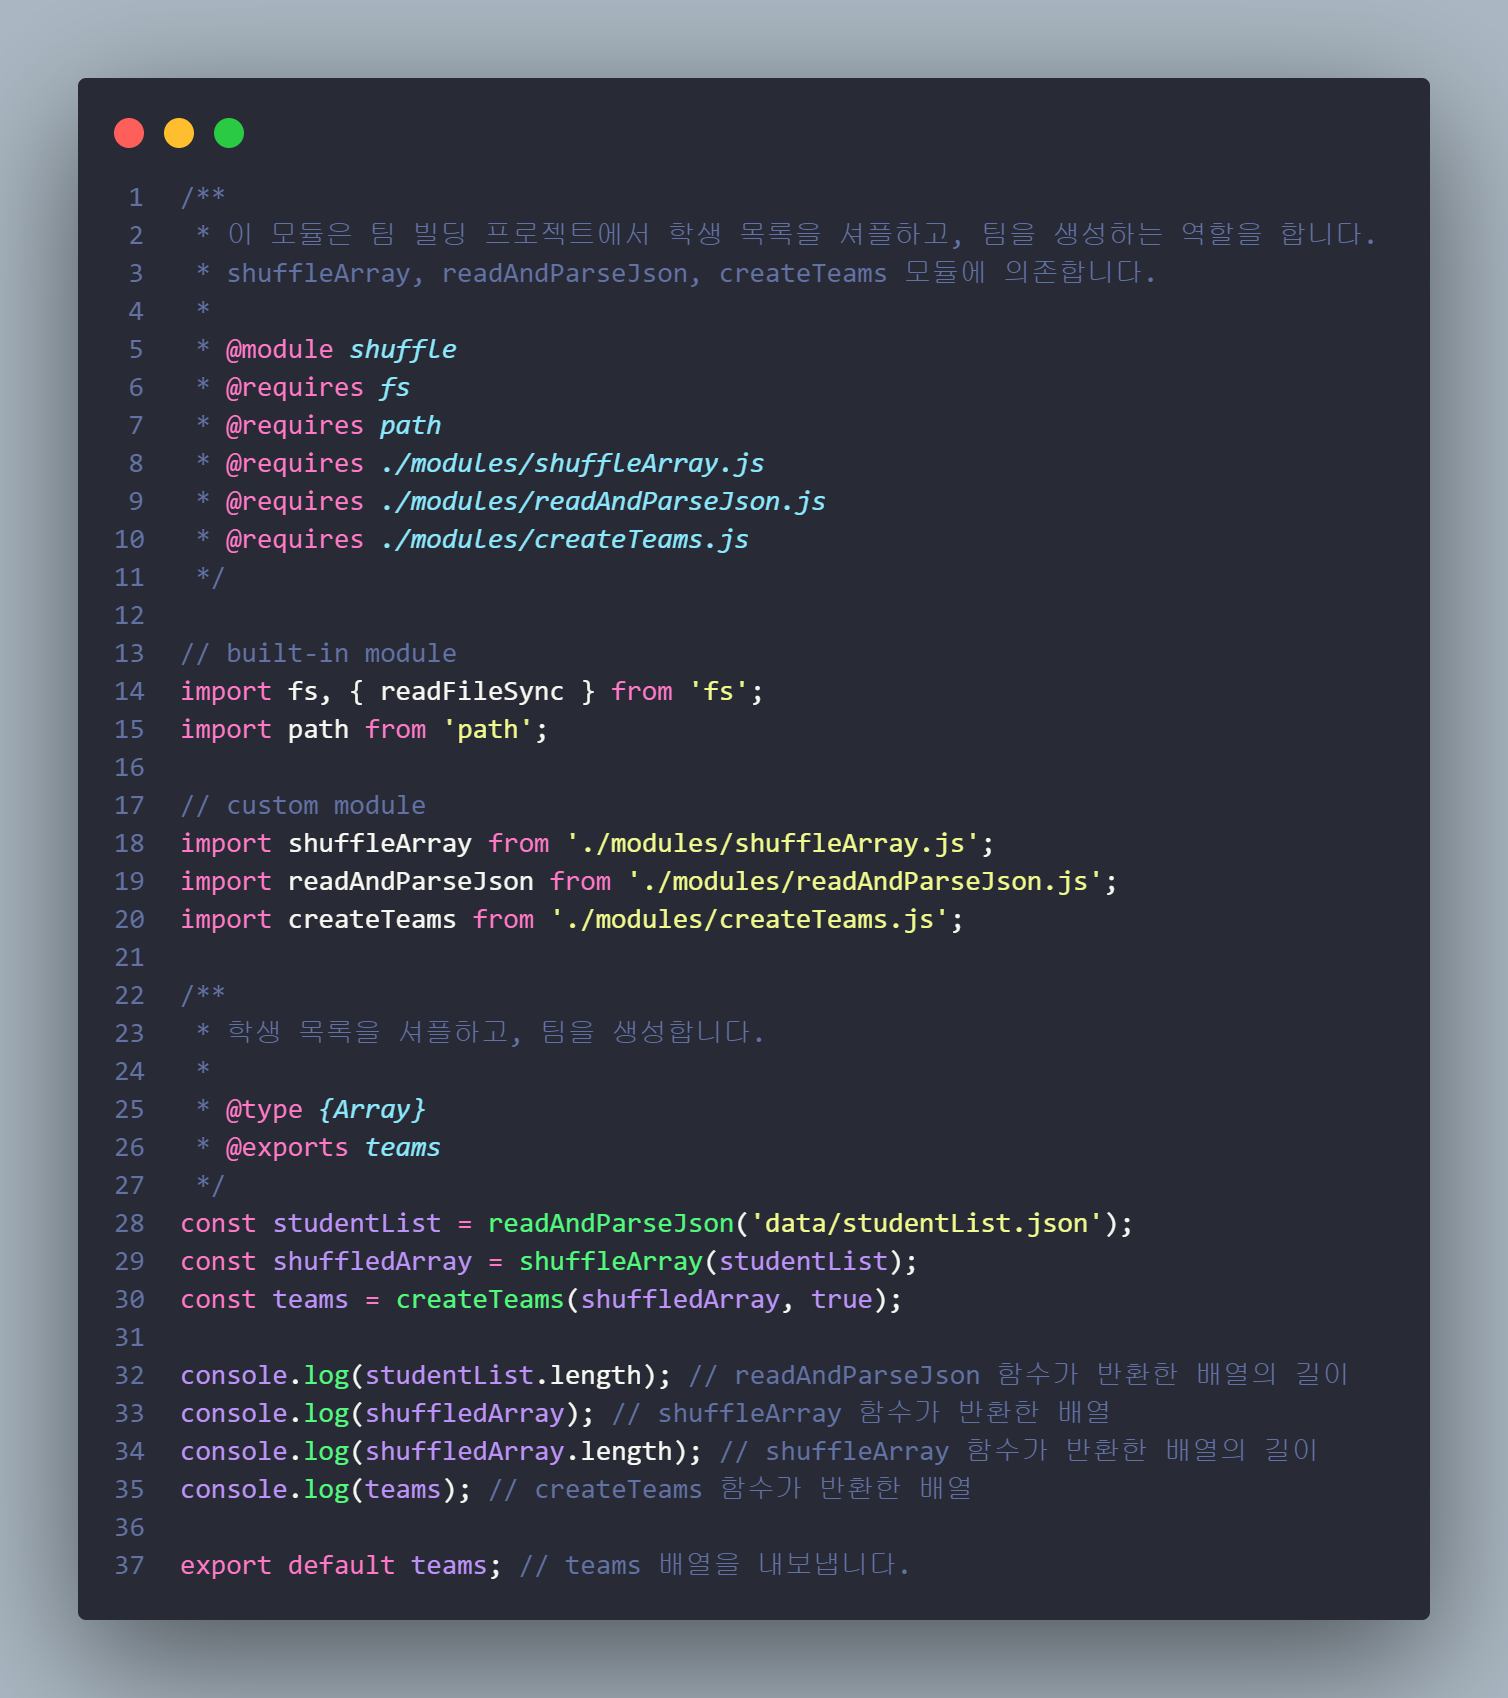 1 /**
2  * 이 모듈은 팀 빌딩 프로젝트에서 학생 목록을 셔플하고, 팀을 생성하는 역할을 합니다.
3  * shuffleArray, readAndParseJson, createTeams 모듈에 의존합니다.
4  *
5  * @module shuffle
6  * @requires fs
7  * @requires path
8  * @requires ./modules/shuffleArray.js
9  * @requires ./modules/readAndParseJson.js
10  * @requires ./modules/createTeams.js
11  */
12
13 // built-in module
14 import fs, { readFileSync } from 'fs';
15 import path from 'path';
16
17 // custom module
18 import shuffleArray from './modules/shuffleArray.js';
19 import readAndParseJson from './modules/readAndParseJson.js';
20 import createTeams from './modules/createTeams.js';
21
22 /**
23  * 학생 목록을 셔플하고, 팀을 생성합니다.
24  *
25  * @type {Array}
26  * @exports teams
27  */
28 const studentList = readAndParseJson('data/studentList.json');
29 const shuffledArray = shuffleArray(studentList);
30 const teams = createTeams(shuffledArray, true);
31
32 console.log(studentList.length); // readAndParseJson 함수가 반환한 배열의 길이
33 console.log(shuffledArray); // shuffleArray 함수가 반환한 배열
34 console.log(shuffledArray.length); // shuffleArray 함수가 반환한 배열의 길이
35 console.log(teams); // createTeams 함수가 반환한 배열
36
37 export default teams; // teams 배열을 내보냅니다.